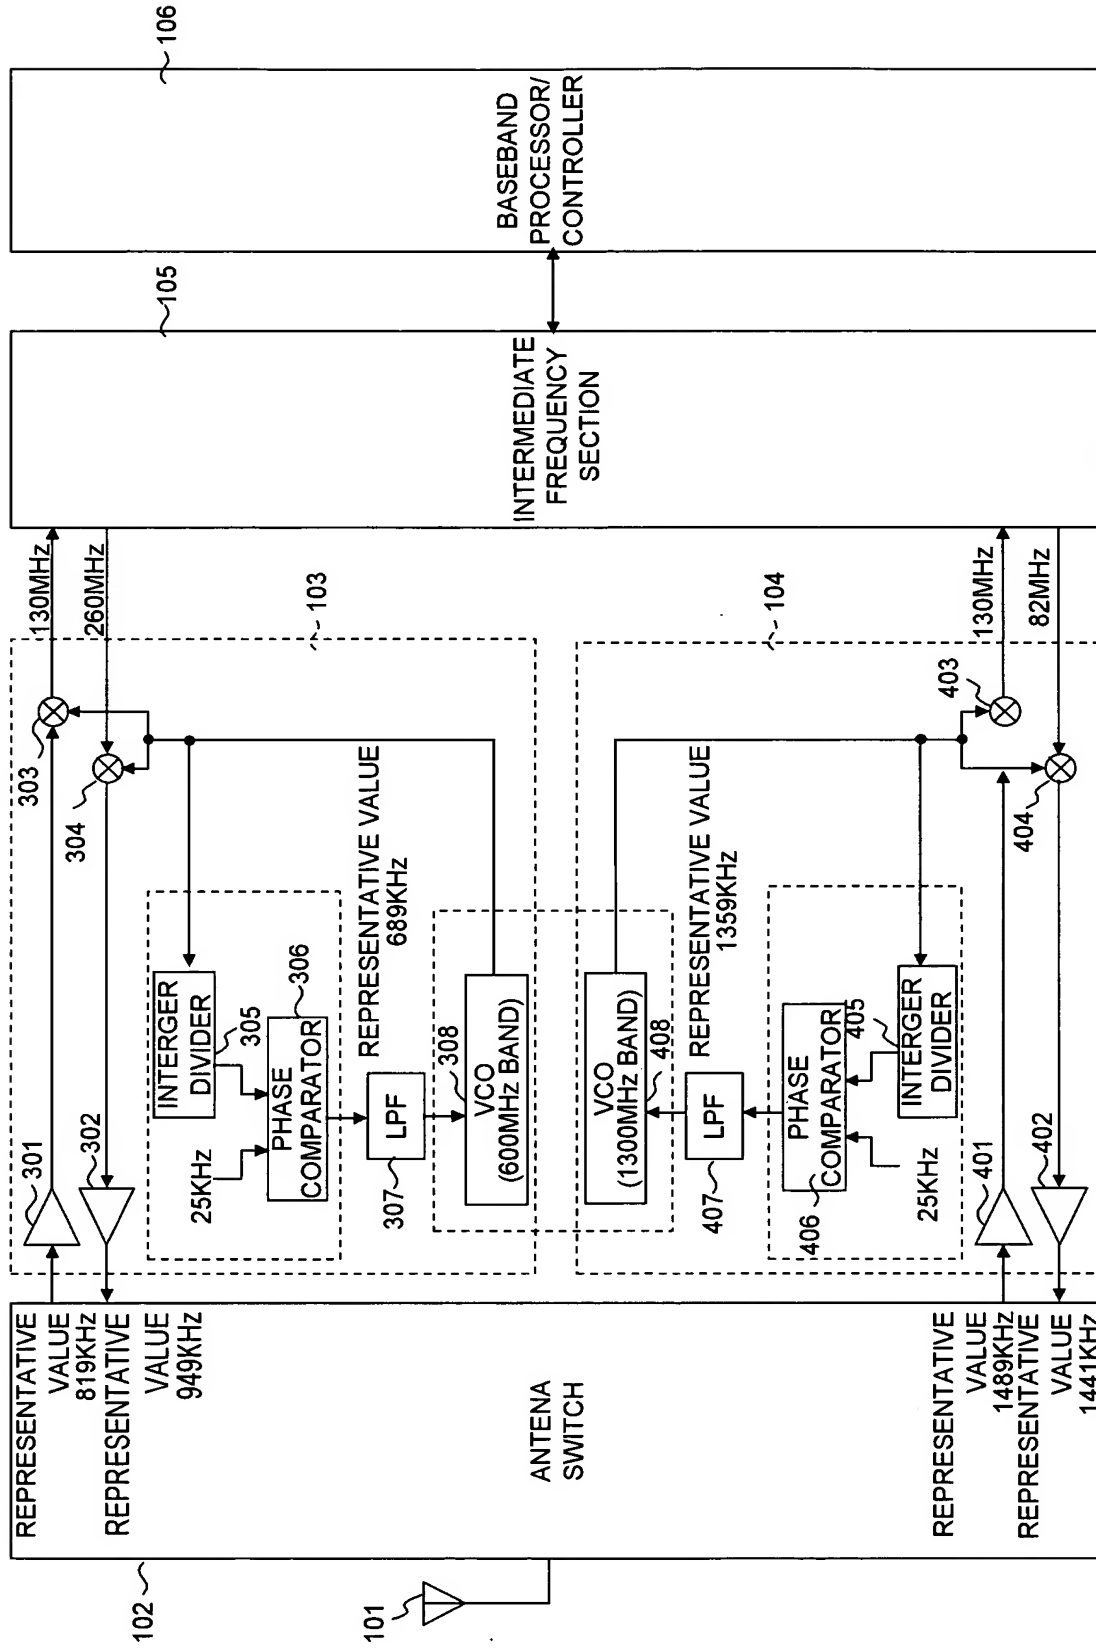 106
BASEBAND
PROCESSOR/
CONTROLLER
105
INTERMEDIATE
FREQUENCY
SECTION
130MHz
260MHz
103
303
304
301
302
INTERGER
DIVIDER
305
306
25KHz
PHASE
COMPARATOR
REPRESENTATIVE VALUE
689KHz
LPF
307
308
VCO
(600MHz BAND)
104
130MHz
82MHz
403
404
VCO
(1300MHz BAND)
408
REPRESENTATIVE VALUE
1359KHz
LPF
407
PHASE
COMPARATOR
406
405
INTERGER
DIVIDER
25KHz
401
402
REPRESENTATIVE
VALUE
819KHz
REPRESENTATIVE
VALUE
949KHz
ANTENA
SWITCH
REPRESENTATIVE
VALUE
1489KHz
REPRESENTATIVE
VALUE
1441KHz
102
101